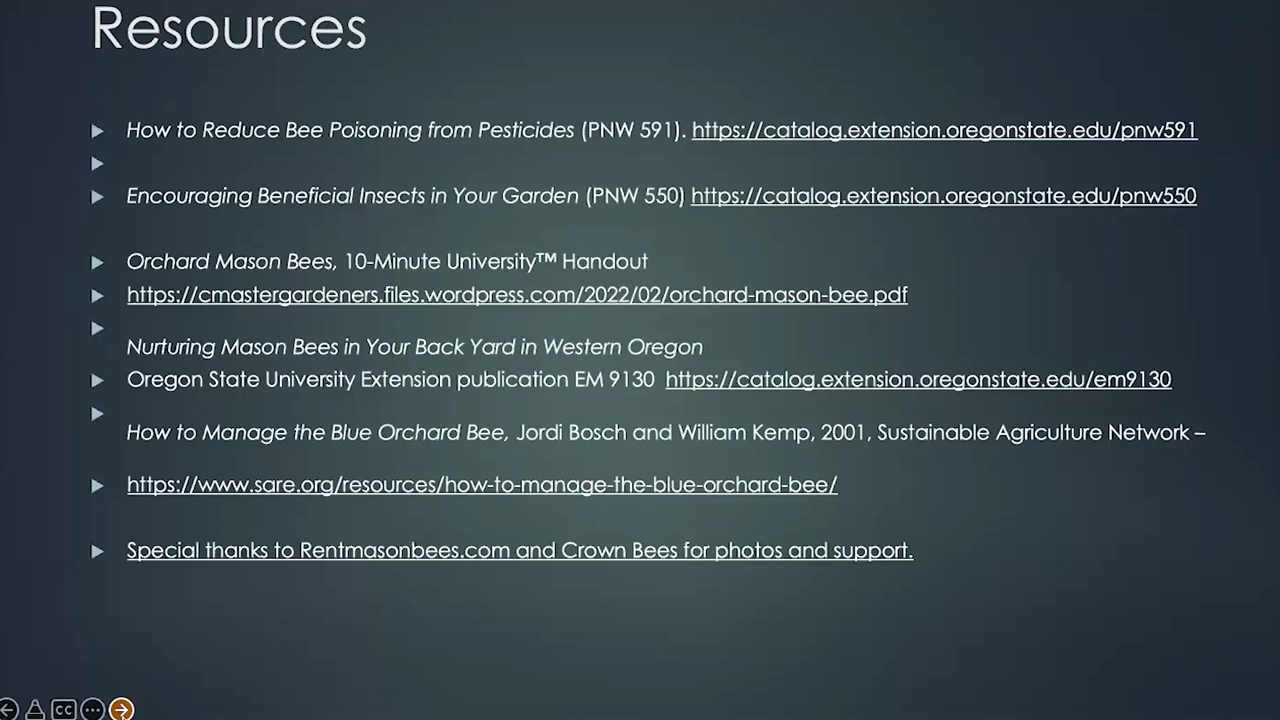 Resources
How to Reduce Bee Poisoning from Pesticides (PNW 591). https://catalog.extension.oregonstate.edu/pnw591
Encouraging Beneficial Insects in Your Garden (PNW 550) https://catalog.extension.oregonstate.edu/pnw550
Orchard Mason Bees, 10-Minute University™ Handout
https://cmastergardeners.files.wordpress.com/2022/02/orchard-mason-bee.pdf
Nurturing Mason Bees in Your Back Yard in Western Oregon
Oregon State University Extension publication EM 9130 https://catalog.extension.oregonstate.edu/em9130
How to Manage the Blue Orchard Bee, Jordi Bosch and William Kemp, 2001, Sustainable Agriculture Network –
https://www.sare.org/resources/how-to-manage-the-blue-orchard-bee/
Special thanks to Rentmasonbees.com and Crown Bees for photos and support.
CC